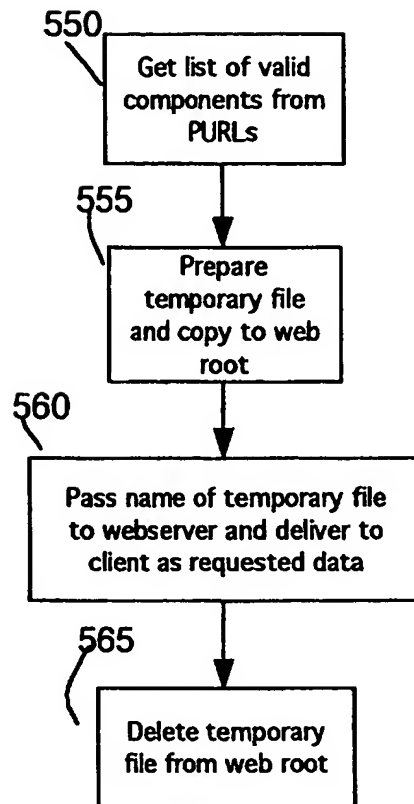 550
Get list of valid
components from
PURLs
555
Prepare
temporary file
and copy to web
root
560
Pass name of temporary file
to webserver and deliver to
client as requested data
565
Delete temporary
file from web root